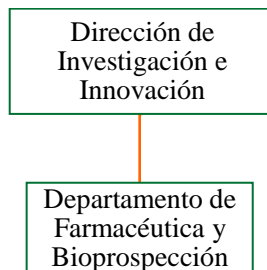 Dirección de
Investigación e
Innovación
Departamento de
Farmacéutica y
Bioprospección